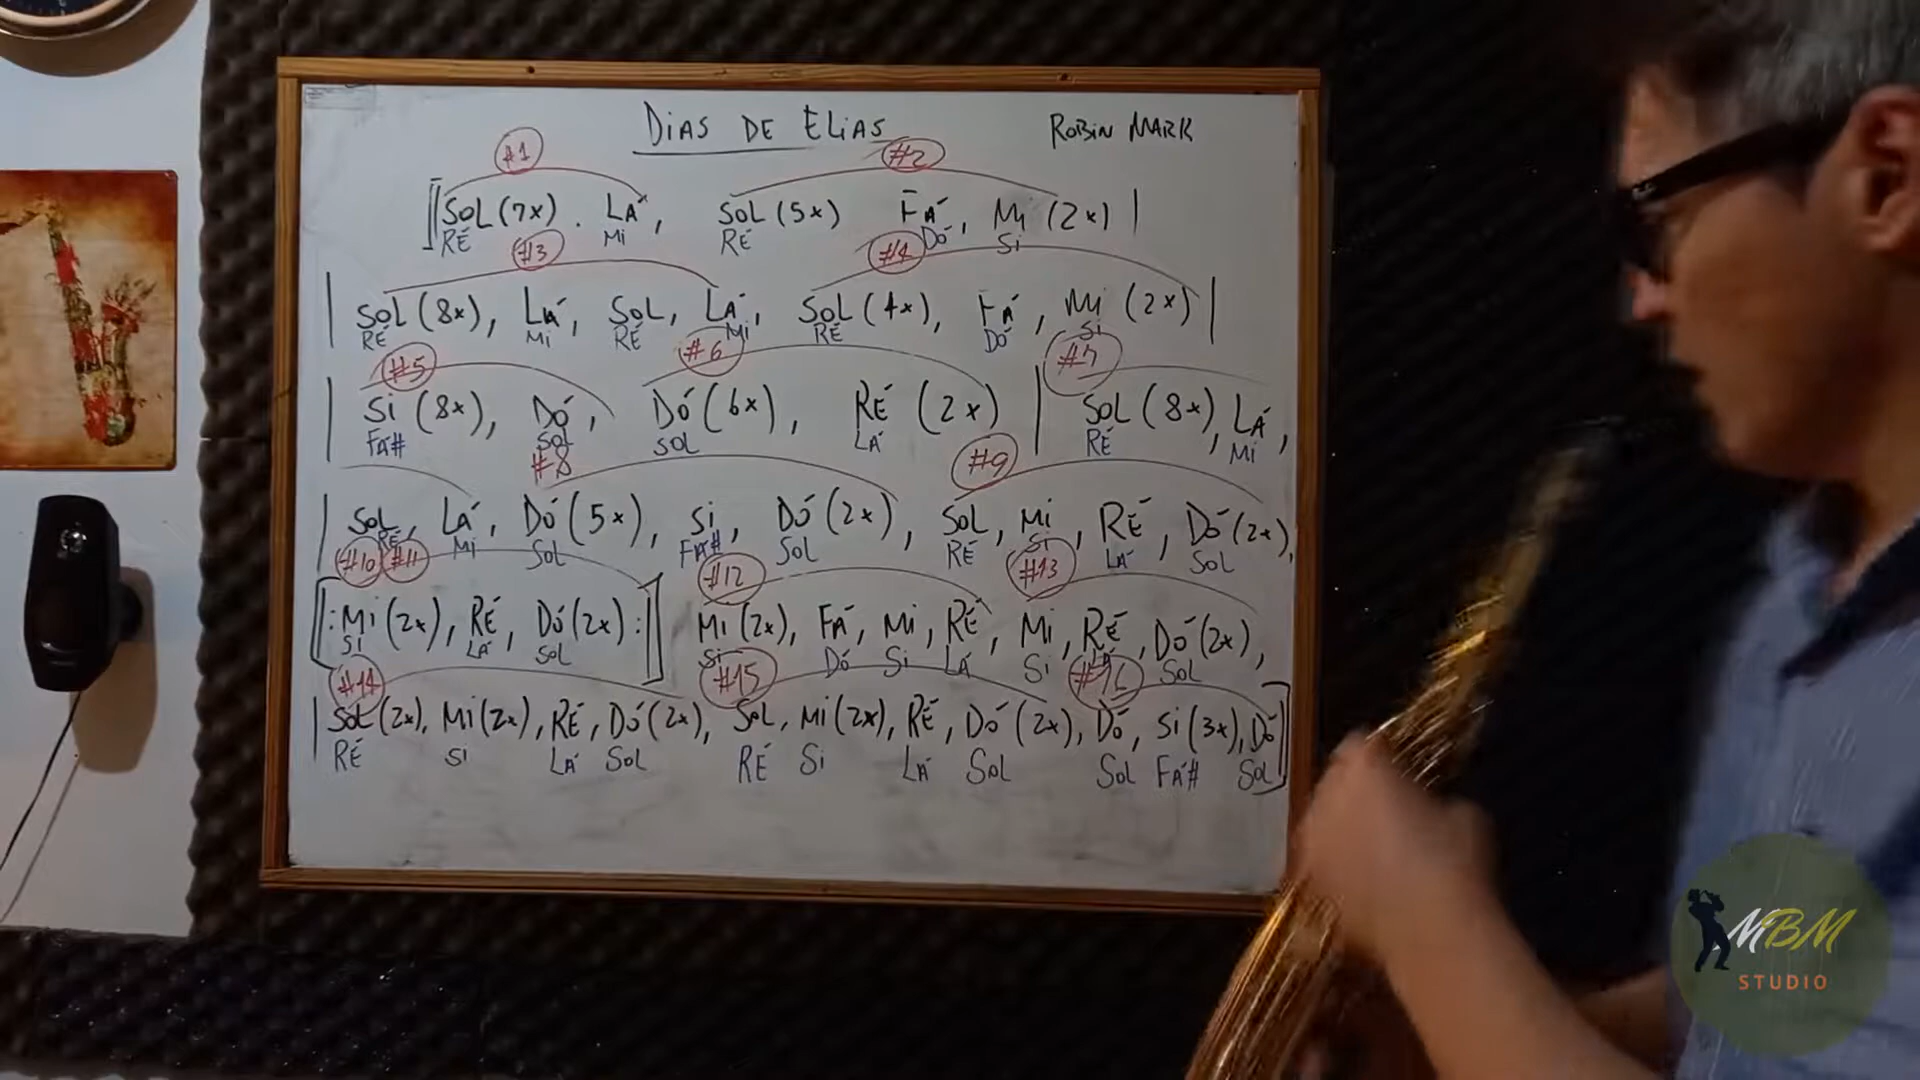 DIAS DE ELIAS ROBIN MARK
#1 #2
SOL (7x) . LÁ, SOL (5x) FÁ, Mi (2x) |
RÉ Mi RÉ DÓ Si
#3 #4
| SOL (8x), LÁ, SOL, LÁ, SOL (4x), FÁ, Mi (2x) |
RÉ Mi RÉ Mi RÉ DÓ Si
#5 #6 #7
| Si (8x), DÓ, DÓ (6x), RÉ (2x) | SOL (8x), LÁ,
FÁ# SOL SOL LÁ RÉ Mi
#8 #9
| SOL, LÁ, DÓ (5x), Si, DÓ (2x), SOL, Mi, RÉ, DÓ (2x),
RÉ Mi SOL FÁ# SOL RÉ Si LÁ SOL
#10 #11 #12 #13
|: Mi (2x), RÉ, DÓ (2x) :| Mi (2x), FÁ, Mi, RÉ, Mi, RÉ, DÓ (2x),
Si LÁ SOL Si DÓ Si LÁ Si LÁ SOL
#14 #15
| SOL (2x), Mi (2x), RÉ, DÓ (2x), SOL, Mi (2x), RÉ, DÓ (2x), DÓ, Si (3x), DÓ
RÉ Si LÁ SOL RÉ Si LÁ SOL SOL FÁ# SOL
MBM
STUDIO